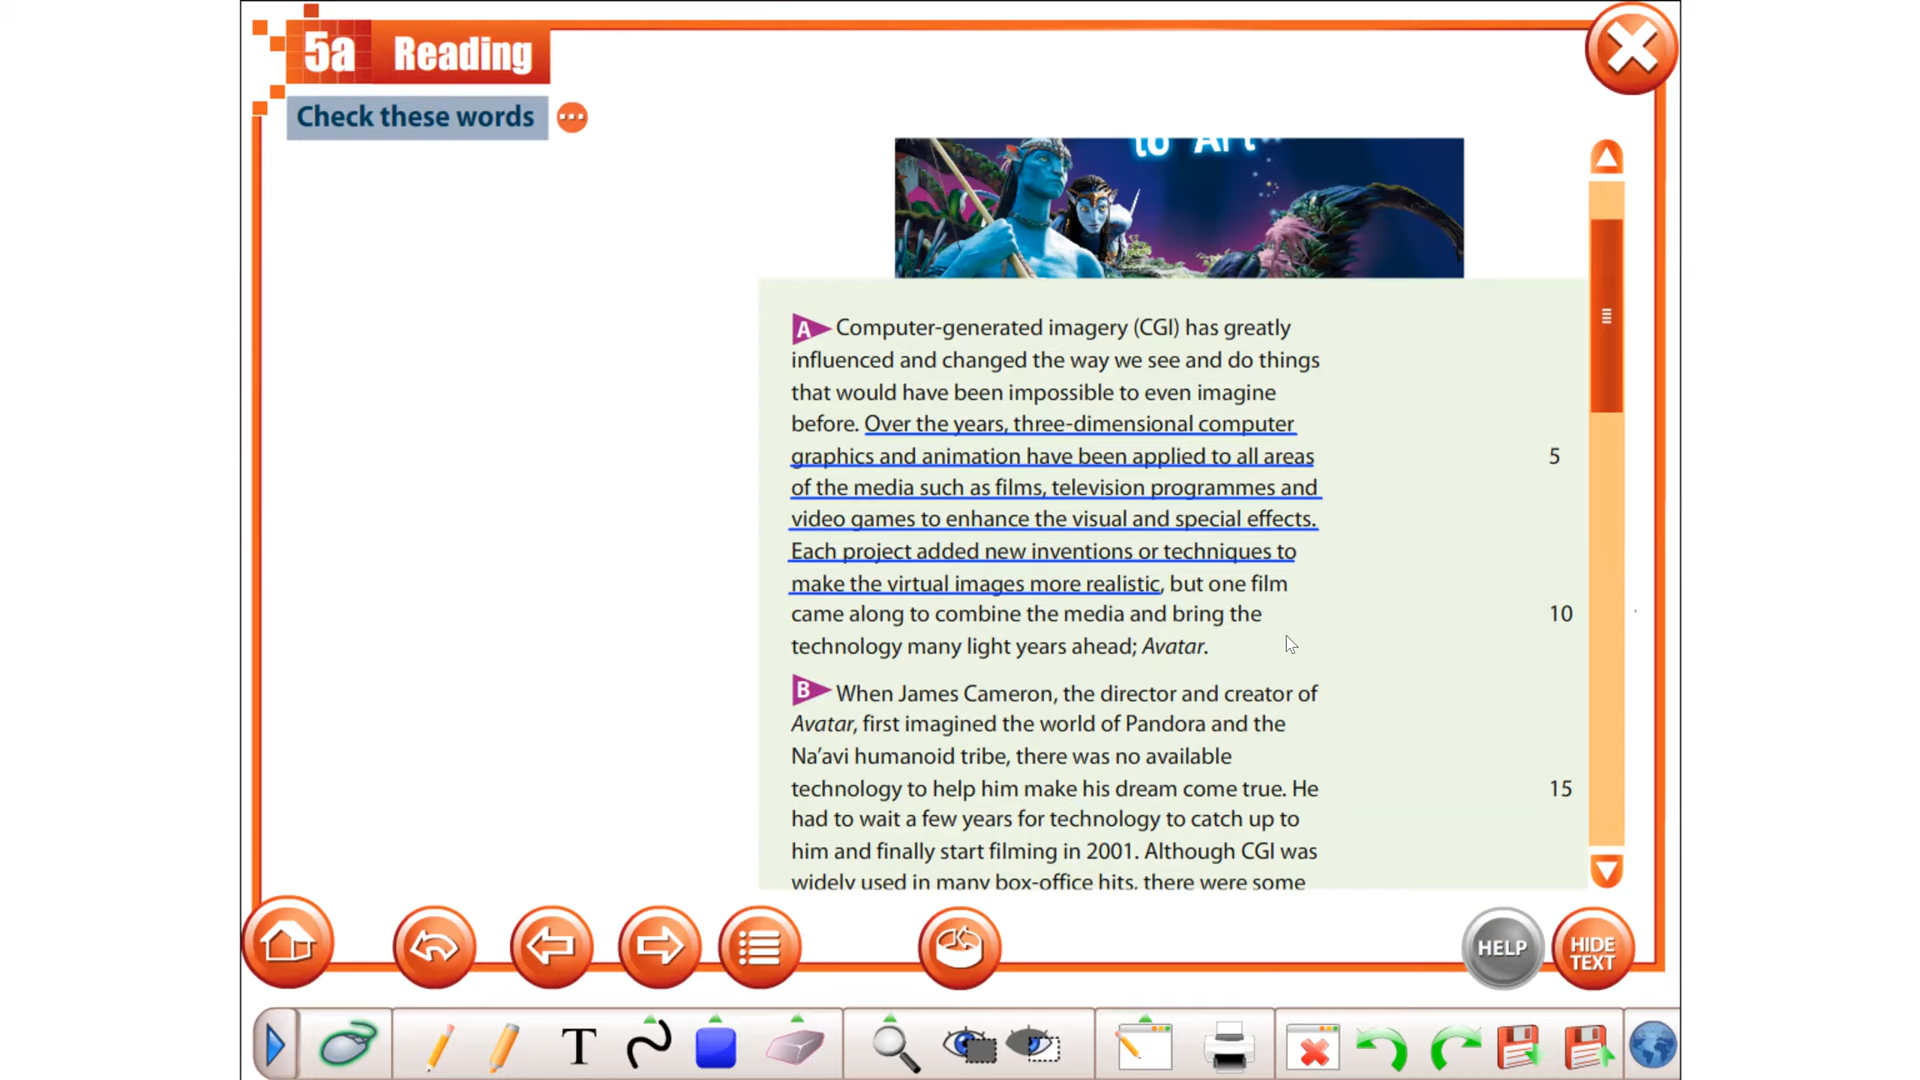 5a Reading
Check these words
to Art
A Computer-generated imagery (CGI) has greatly
influenced and changed the way we see and do things
that would have been impossible to even imagine
before. Over the years, three-dimensional computer
graphics and animation have been applied to all areas
5
of the media such as films, television programmes and
video games to enhance the visual and special effects.
Each project added new inventions or techniques to
make the virtual images more realistic, but one film
came along to combine the media and bring the
10
technology many light years ahead; Avatar.
B When James Cameron, the director and creator of
Avatar, first imagined the world of Pandora and the
Na’avi humanoid tribe, there was no available
technology to help him make his dream come true. He
15
had to wait a few years for technology to catch up to
him and finally start filming in 2001. Although CGI was
widely used in many box-office hits, there were some
HELP
HIDE
TEXT
T